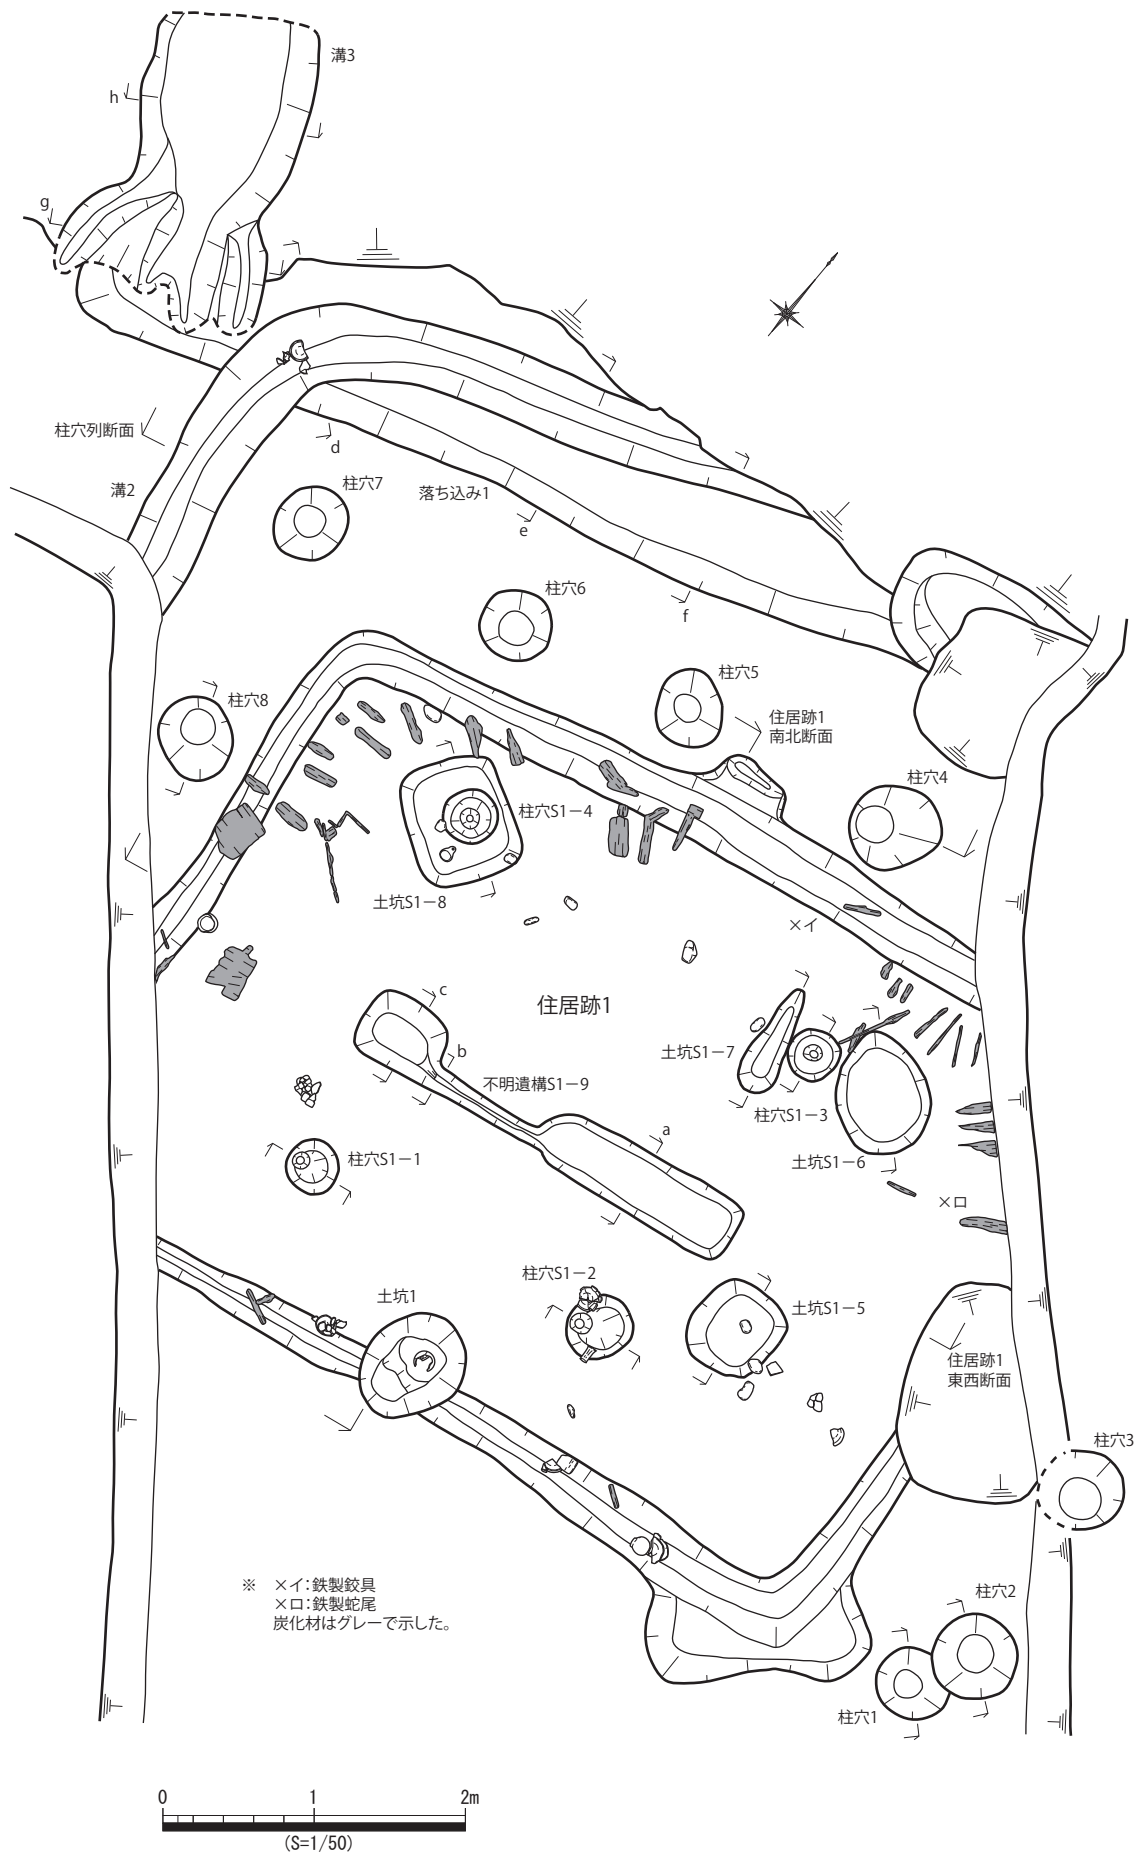 溝3
h
g
柱穴列断面
d
溝2
柱穴7
落ち込み1
e
柱穴6
f
柱穴5
柱穴8
住居跡1
南北断面
柱穴4
柱穴S1－4
土坑S1－8
×イ
住居跡1
c
b
土坑S1－7
不明遺構S1－9
柱穴S1－3
a
柱穴S1－1
土坑S1－6
×ロ
柱穴S1－2
土坑1
土坑S1－5
住居跡1
東西断面
柱穴3
※　×イ：鉄製鉸具
×ロ：鉄製蛇尾
炭化材はグレーで示した。
柱穴2
柱穴1
0 1 2m
(S=1/50)